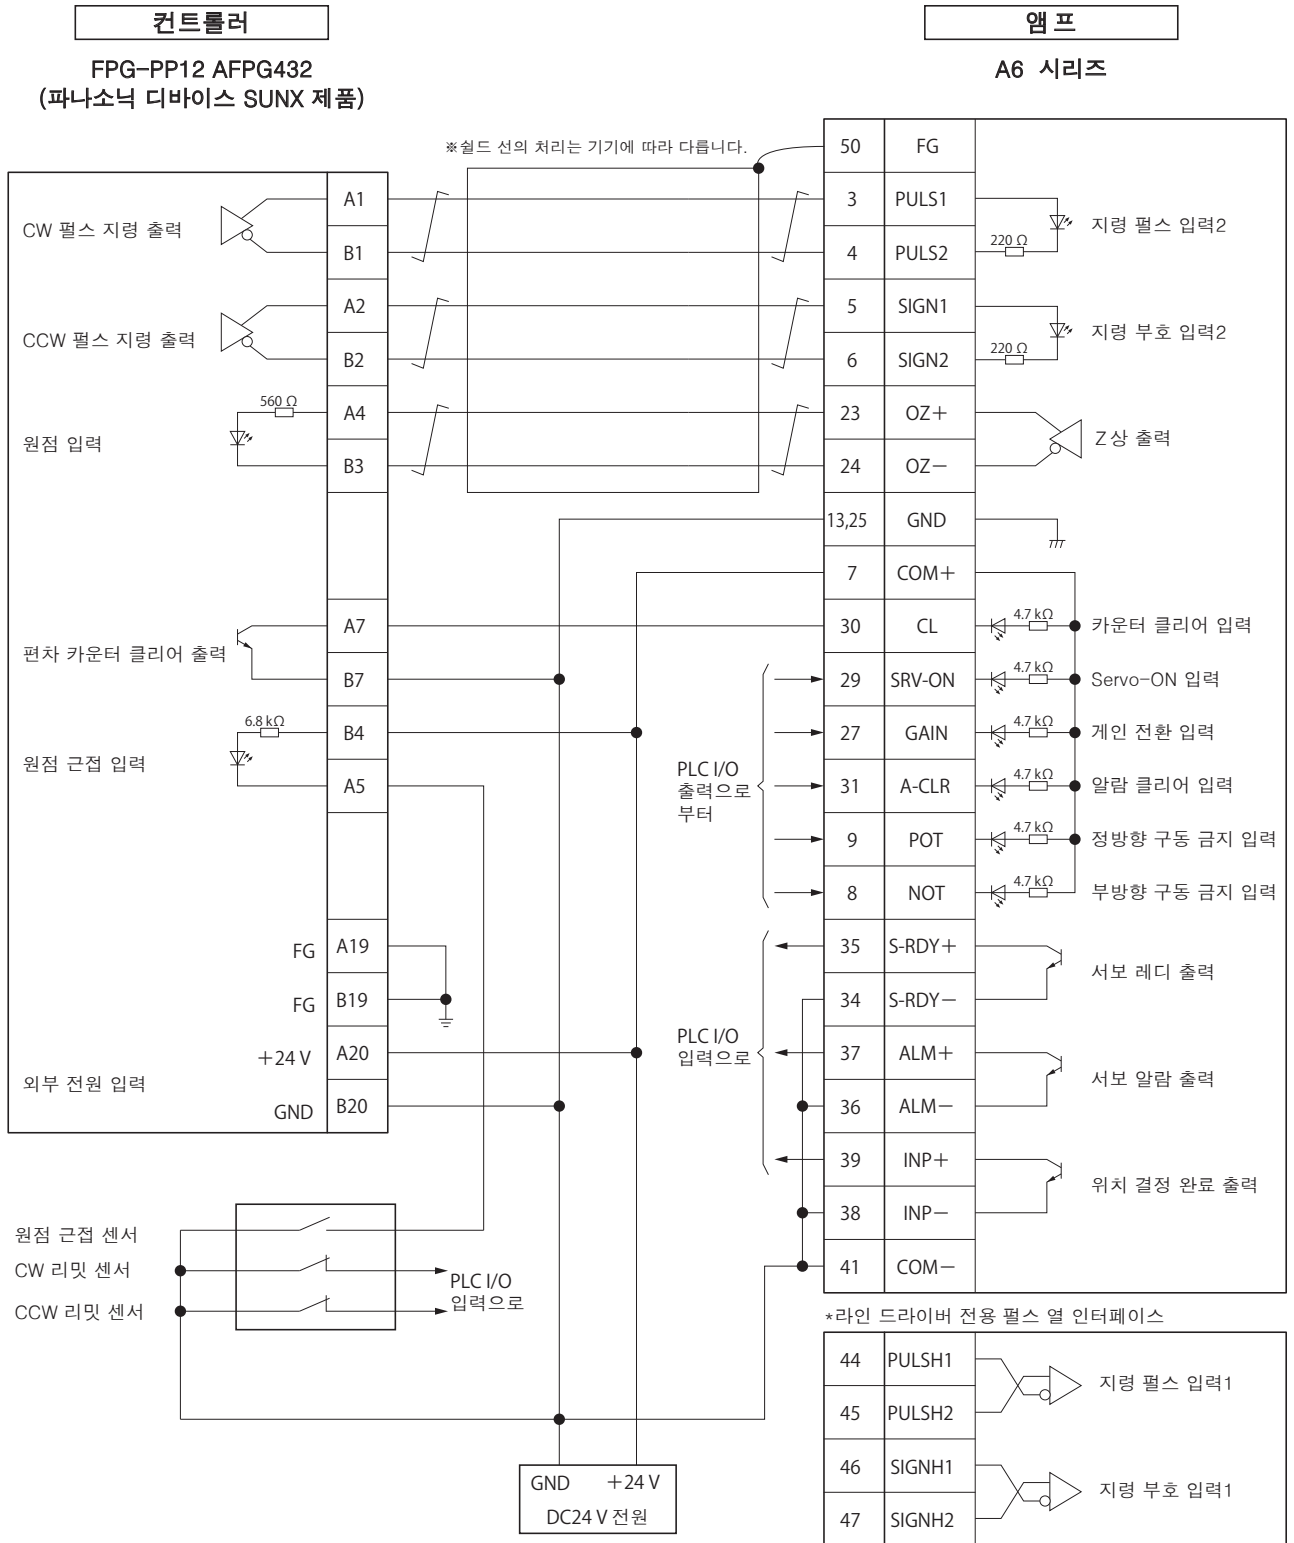 컨트롤러
앰 프
FPG-PP12 AFPG432
(파나소닉 디바이스 SUNX 제품)
A6 시리즈
※쉴드 선의 처리는 기기에 따라 다릅니다.
50 FG
A1
3 PULS1
CW 펄스 지령 출력
220 Ω
지령 펄스 입력2
B1
4 PULS2
A2
5 SIGN1
CCW 펄스 지령 출력
220 Ω
지령 부호 입력2
B2
6 SIGN2
560 Ω
A4
23 OZ+
원점 입력
Z상 출력
B3
24 OZ−
13,25 GND
7 COM+
A7
30 CL
4.7 kΩ
카운터 클리어 입력
편차 카운터 클리어 출력
B7
29 SRV-ON
4.7 kΩ
Servo-ON 입력
6.8 kΩ
B4
27 GAIN
4.7 kΩ
게인 전환 입력
원점 근접 입력
PLC I/O
출력으로
부터
A5
31 A-CLR
4.7 kΩ
알람 클리어 입력
9 POT
4.7 kΩ
정방향 구동 금지 입력
8 NOT
4.7 kΩ
부방향 구동 금지 입력
FG A19
35 S-RDY+
서보 레디 출력
FG B19
34 S-RDY−
PLC I/O
입력으로
+24 V A20
37 ALM+
외부 전원 입력
서보 알람 출력
GND B20
36 ALM−
39 INP+
위치 결정 완료 출력
38 INP−
원점 근접 센서
CW 리밋 센서
CCW 리밋 센서
PLC I/O
입력으로
41 COM−
*라인 드라이버 전용 펄스 열 인터페이스
44 PULSH1
지령 펄스 입력1
45 PULSH2
46 SIGNH1
지령 부호 입력1
47 SIGNH2
GND +24 V
DC24 V 전원